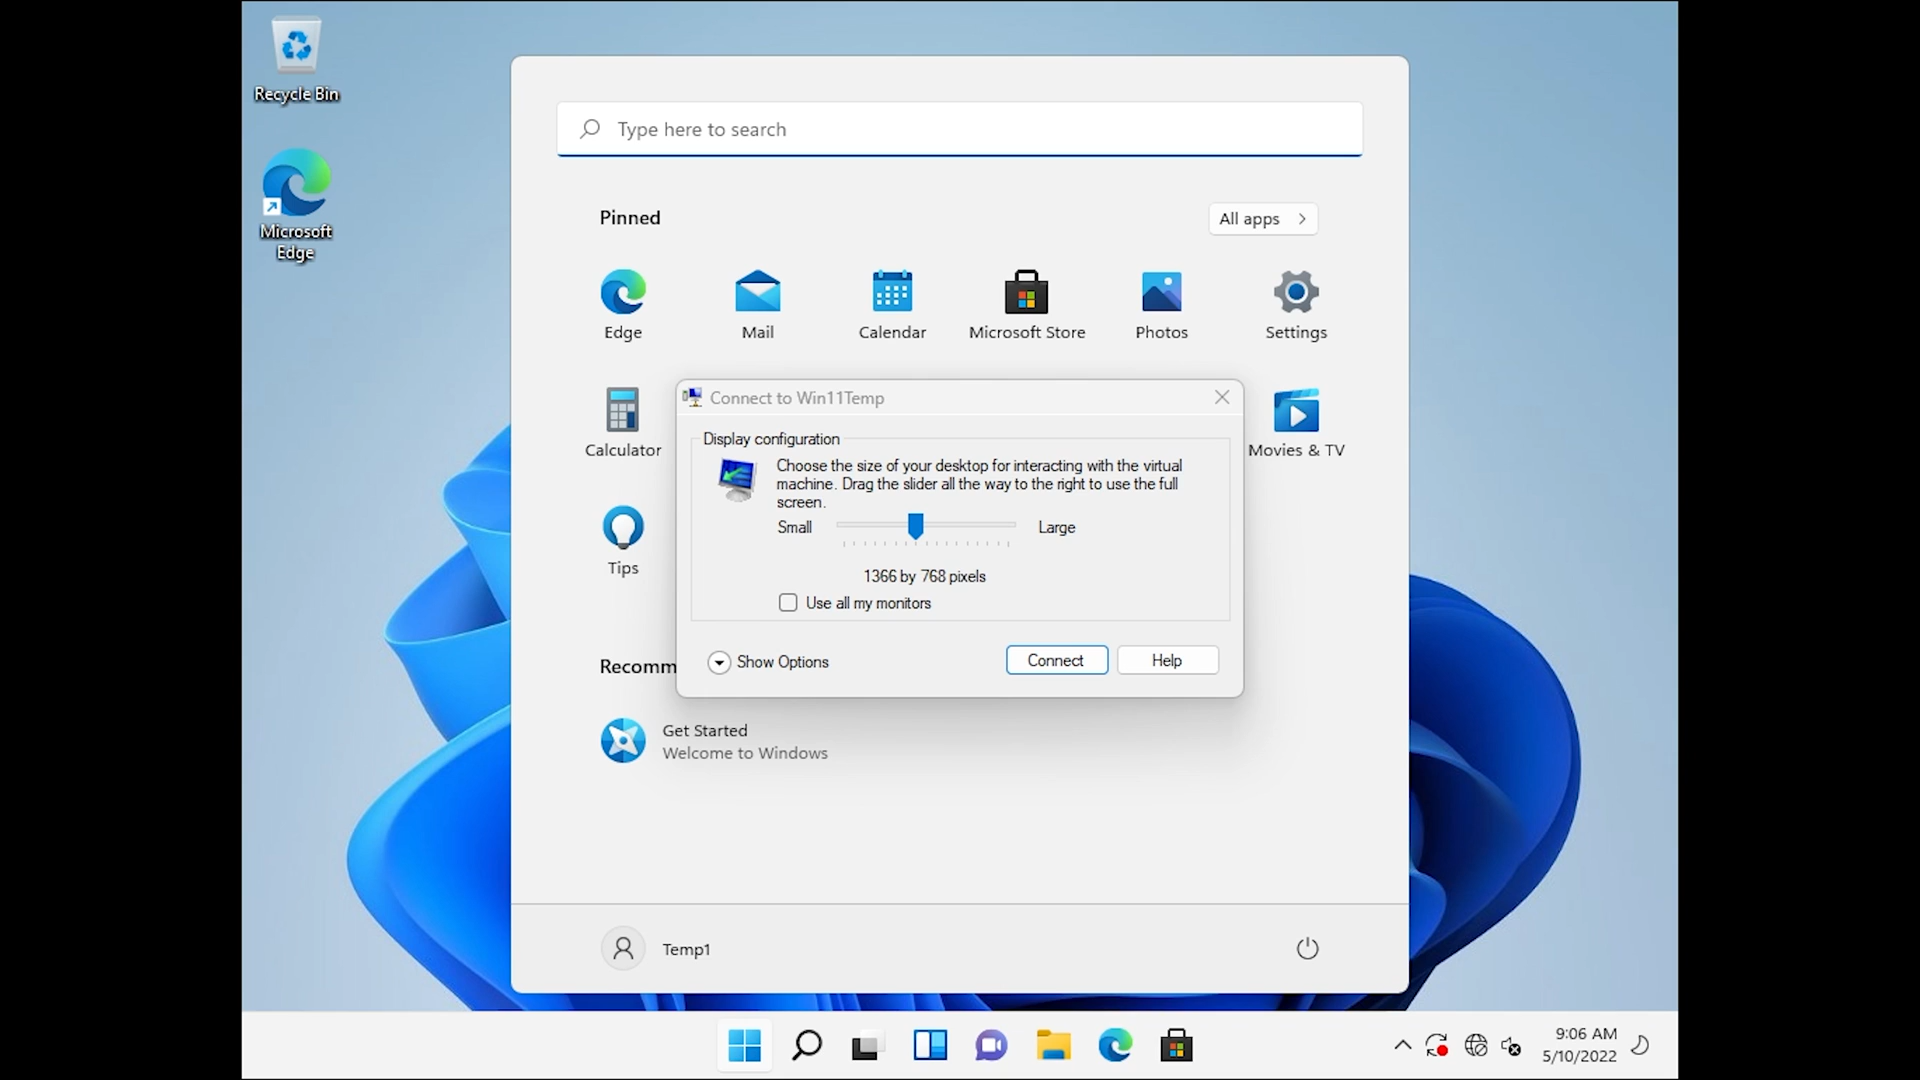 Recycle Bin
Microsoft
Edge
Type here to search
Pinned
All apps
Edge
Mail
Calendar
Microsoft Store
Photos
Settings
Calculator
Movies & TV
Tips
Connect to Win11Temp
Display configuration
Choose the size of your desktop for interacting with the virtual
machine. Drag the slider all the way to the right to use the full
screen.
Small
Large
1366 by 768 pixels
Use all my monitors
Show Options
Connect
Help
Recomm
Get Started
Welcome to Windows
Temp1
9:06 AM
5/10/2022